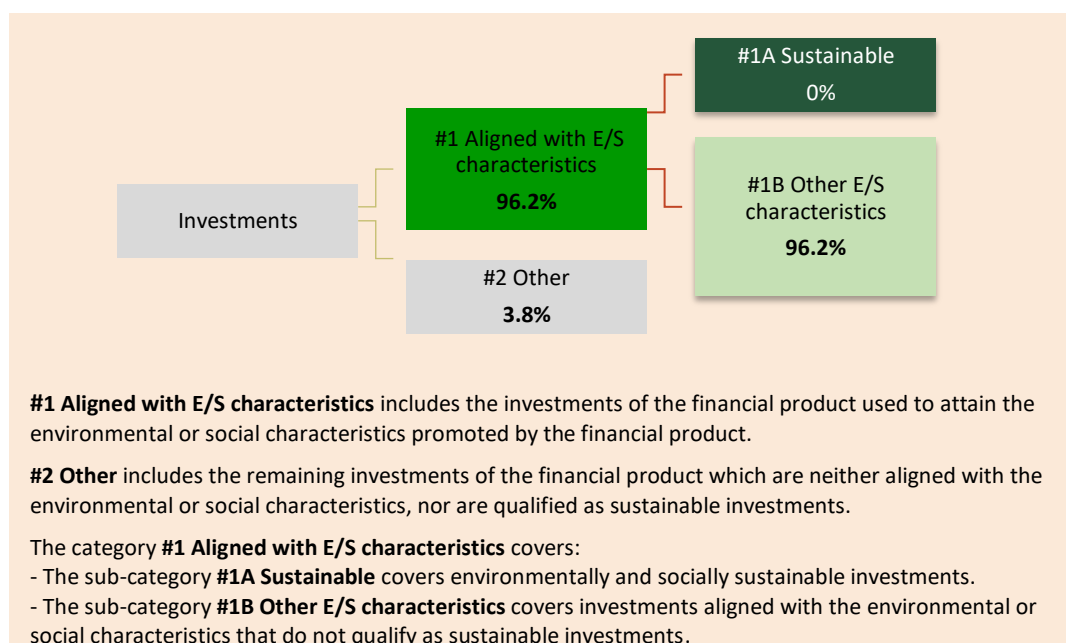 #1A Sustainable
0%
#1 Aligned with E/S
characteristics
96.2%
#1B Other E/S
characteristics
96.2%
Investments
#2 Other
3.8%
#1 Aligned with E/S characteristics includes the investments of the financial product used to attain the
environmental or social characteristics promoted by the financial product.
#2 Other includes the remaining investments of the financial product which are neither aligned with the
environmental or social characteristics, nor are qualified as sustainable investments.
The category #1 Aligned with E/S characteristics covers:
- The sub-category #1A Sustainable covers environmentally and socially sustainable investments.
- The sub-category #1B Other E/S characteristics covers investments aligned with the environmental or
social characteristics that do not qualify as sustainable investments.